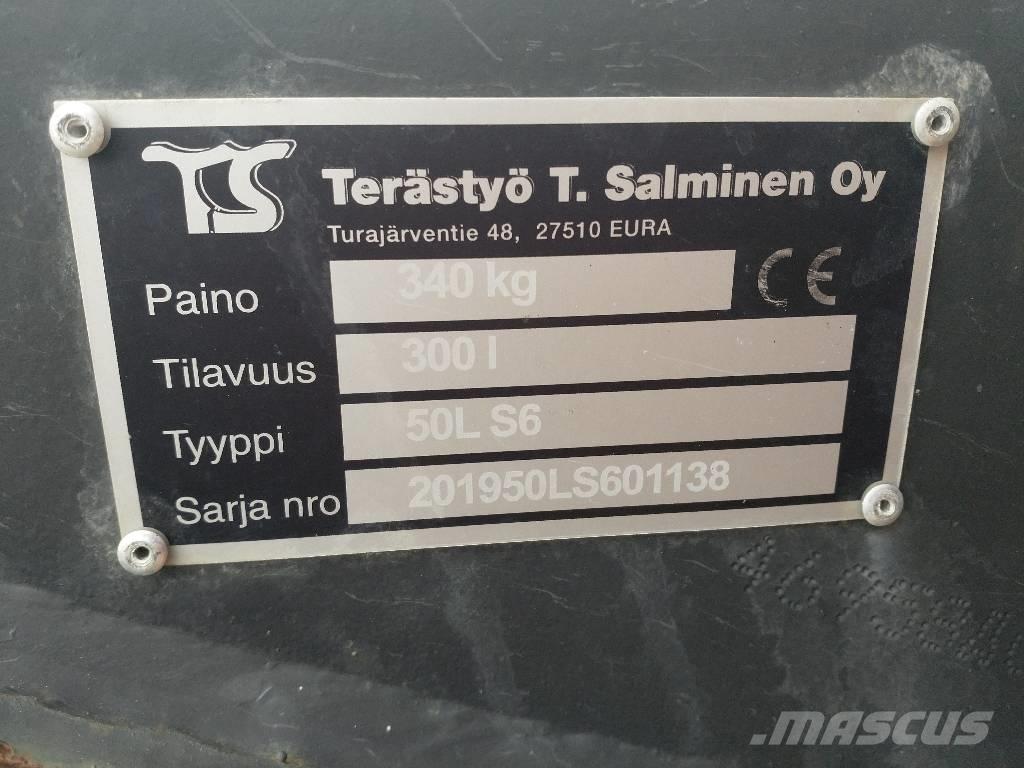 TS
Terästyö T. Salminen Oy
Turajärventie 48, 27510 EURA
Paino 340 kg CE
Tilavuus 300 l
Tyyppi 50L S6
Sarja nro 201950LS601138
MASCUS